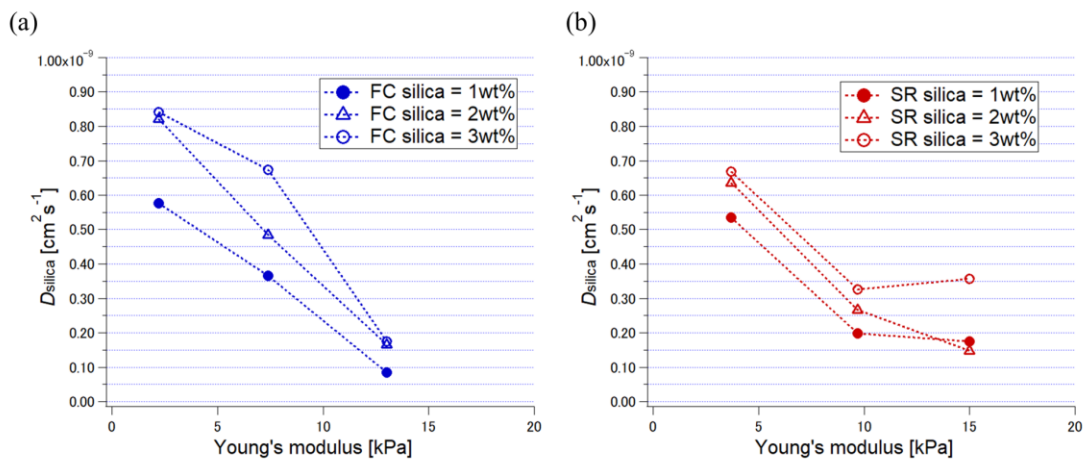 (a)
1.00x10⁻⁹
0.90
0.80
0.70
0.60
0.50
0.40
0.30
0.20
0.10
0.00
Dsilica [cm² s⁻¹]
FC silica = 1wt%
FC silica = 2wt%
FC silica = 3wt%
0 5 10 15 20
Young's modulus [kPa]
(b)
1.00x10⁻⁹
0.90
0.80
0.70
0.60
0.50
0.40
0.30
0.20
0.10
0.00
Dsilica [cm² s⁻¹]
SR silica = 1wt%
SR silica = 2wt%
SR silica = 3wt%
0 5 10 15 20
Young's modulus [kPa]